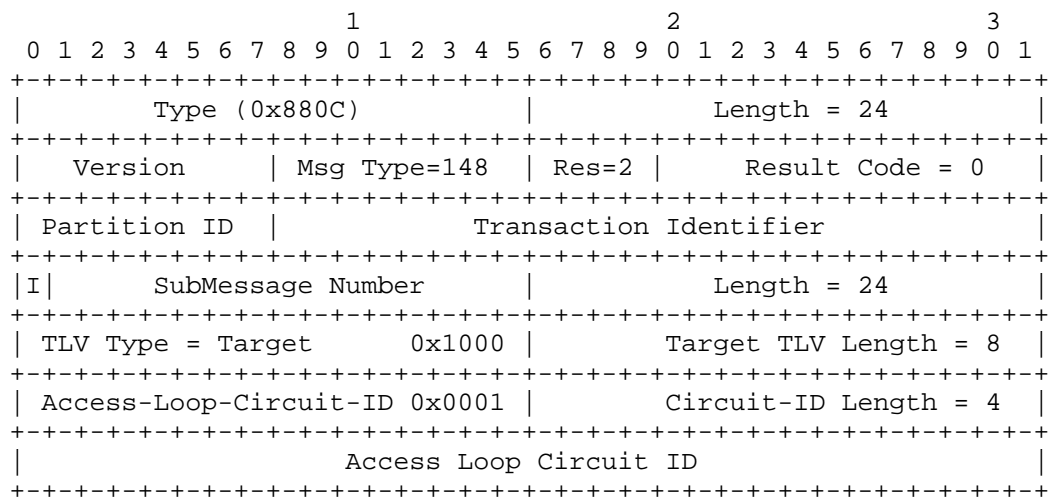 1                   2                   3
 0 1 2 3 4 5 6 7 8 9 0 1 2 3 4 5 6 7 8 9 0 1 2 3 4 5 6 7 8 9 0 1
+-+-+-+-+-+-+-+-+-+-+-+-+-+-+-+-+-+-+-+-+-+-+-+-+-+-+-+-+-+-+-+-+
|        Type (0x880C)          |           Length = 24         |
+-+-+-+-+-+-+-+-+-+-+-+-+-+-+-+-+-+-+-+-+-+-+-+-+-+-+-+-+-+-+-+-+
|   Version     | Msg Type=148  | Res=2 |     Result Code = 0   |
+-+-+-+-+-+-+-+-+-+-+-+-+-+-+-+-+-+-+-+-+-+-+-+-+-+-+-+-+-+-+-+-+
| Partition ID  |            Transaction Identifier             |
+-+-+-+-+-+-+-+-+-+-+-+-+-+-+-+-+-+-+-+-+-+-+-+-+-+-+-+-+-+-+-+-+
|I|      SubMessage Number      |           Length = 24         |
+-+-+-+-+-+-+-+-+-+-+-+-+-+-+-+-+-+-+-+-+-+-+-+-+-+-+-+-+-+-+-+-+
| TLV Type = Target      0x1000 |        Target TLV Length = 8  |
+-+-+-+-+-+-+-+-+-+-+-+-+-+-+-+-+-+-+-+-+-+-+-+-+-+-+-+-+-+-+-+-+
| Access-Loop-Circuit-ID 0x0001 |        Circuit-ID Length = 4  |
+-+-+-+-+-+-+-+-+-+-+-+-+-+-+-+-+-+-+-+-+-+-+-+-+-+-+-+-+-+-+-+-+
|                    Access Loop Circuit ID                     |
+-+-+-+-+-+-+-+-+-+-+-+-+-+-+-+-+-+-+-+-+-+-+-+-+-+-+-+-+-+-+-+-+